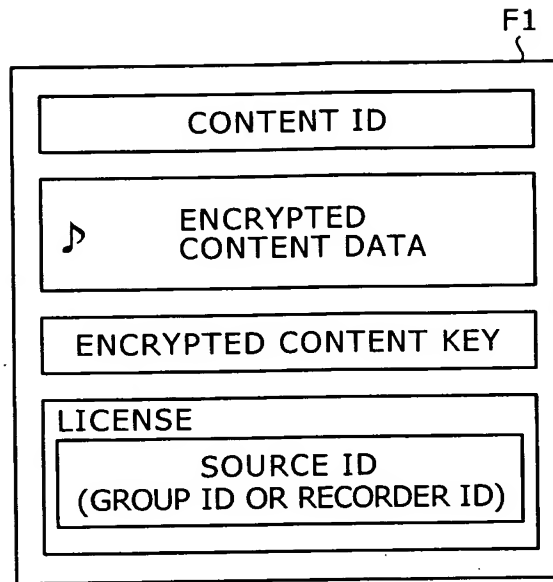 F1
CONTENT ID
ENCRYPTED
CONTENT DATA
ENCRYPTED CONTENT KEY
LICENSE
SOURCE ID
(GROUP ID OR RECORDER ID)